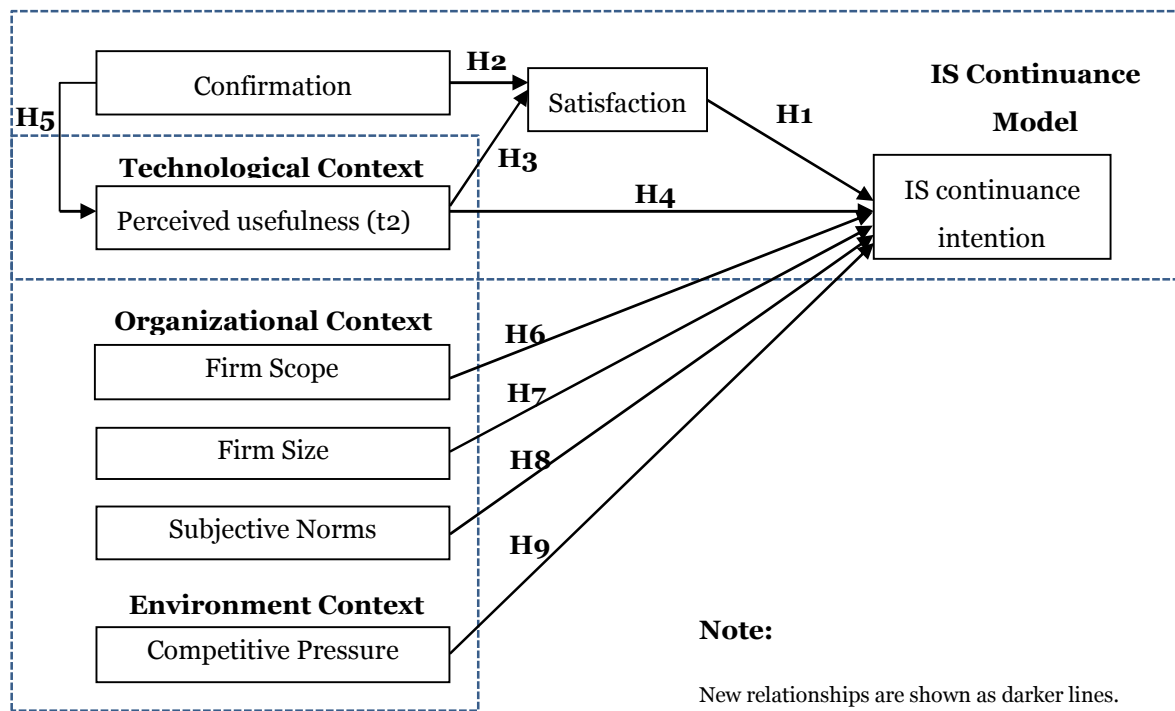 Confirmation
H2
Satisfaction
H1
IS Continuance
Model
H5
Technological Context
H3
Perceived usefulness (t2)
H4
IS continuance
intention
Organizational Context
Firm Scope
H6
Firm Size
H7
Subjective Norms
H8
Environment Context
Competitive Pressure
H9
Note:
New relationships are shown as darker lines.